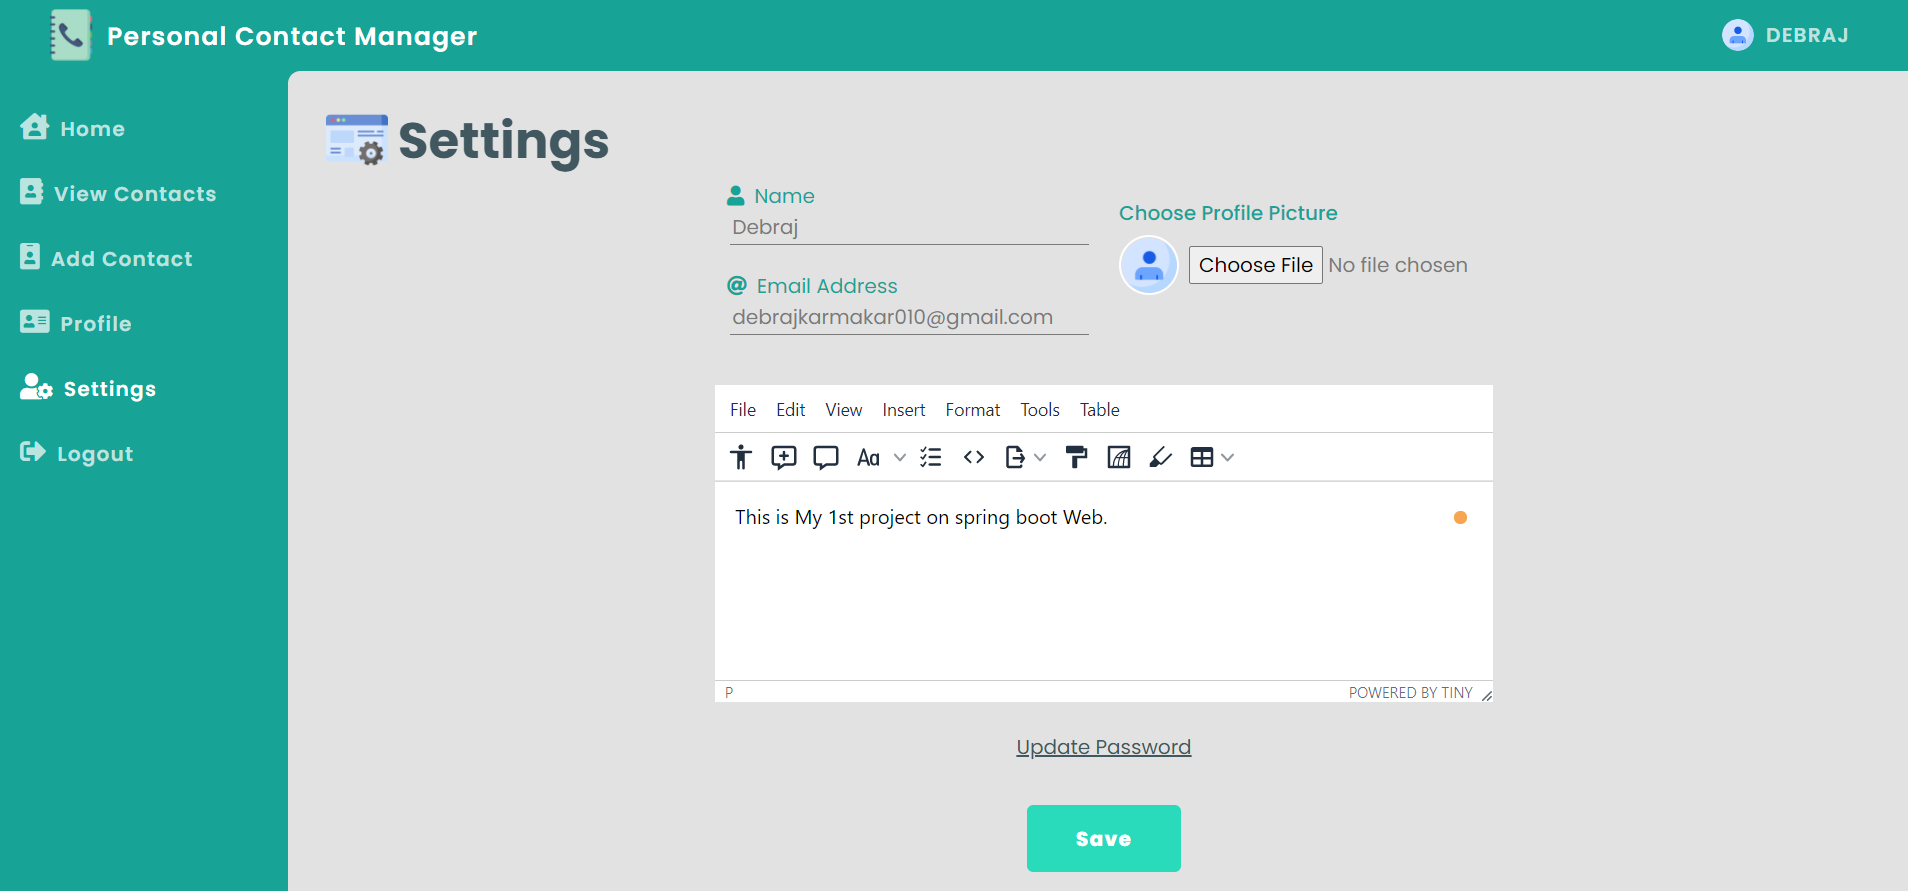 Personal Contact Manager
DEBRAJ
Home
View Contacts
Add Contact
Profile
Settings
Logout
Settings
Name
Debraj
Email Address
debrajkarmakar010@gmail.com
Choose Profile Picture
Choose File No file chosen
File Edit View Insert Format Tools Table
Aa
This is My 1st project on spring boot Web.
P POWERED BY TINY
Update Password
Save